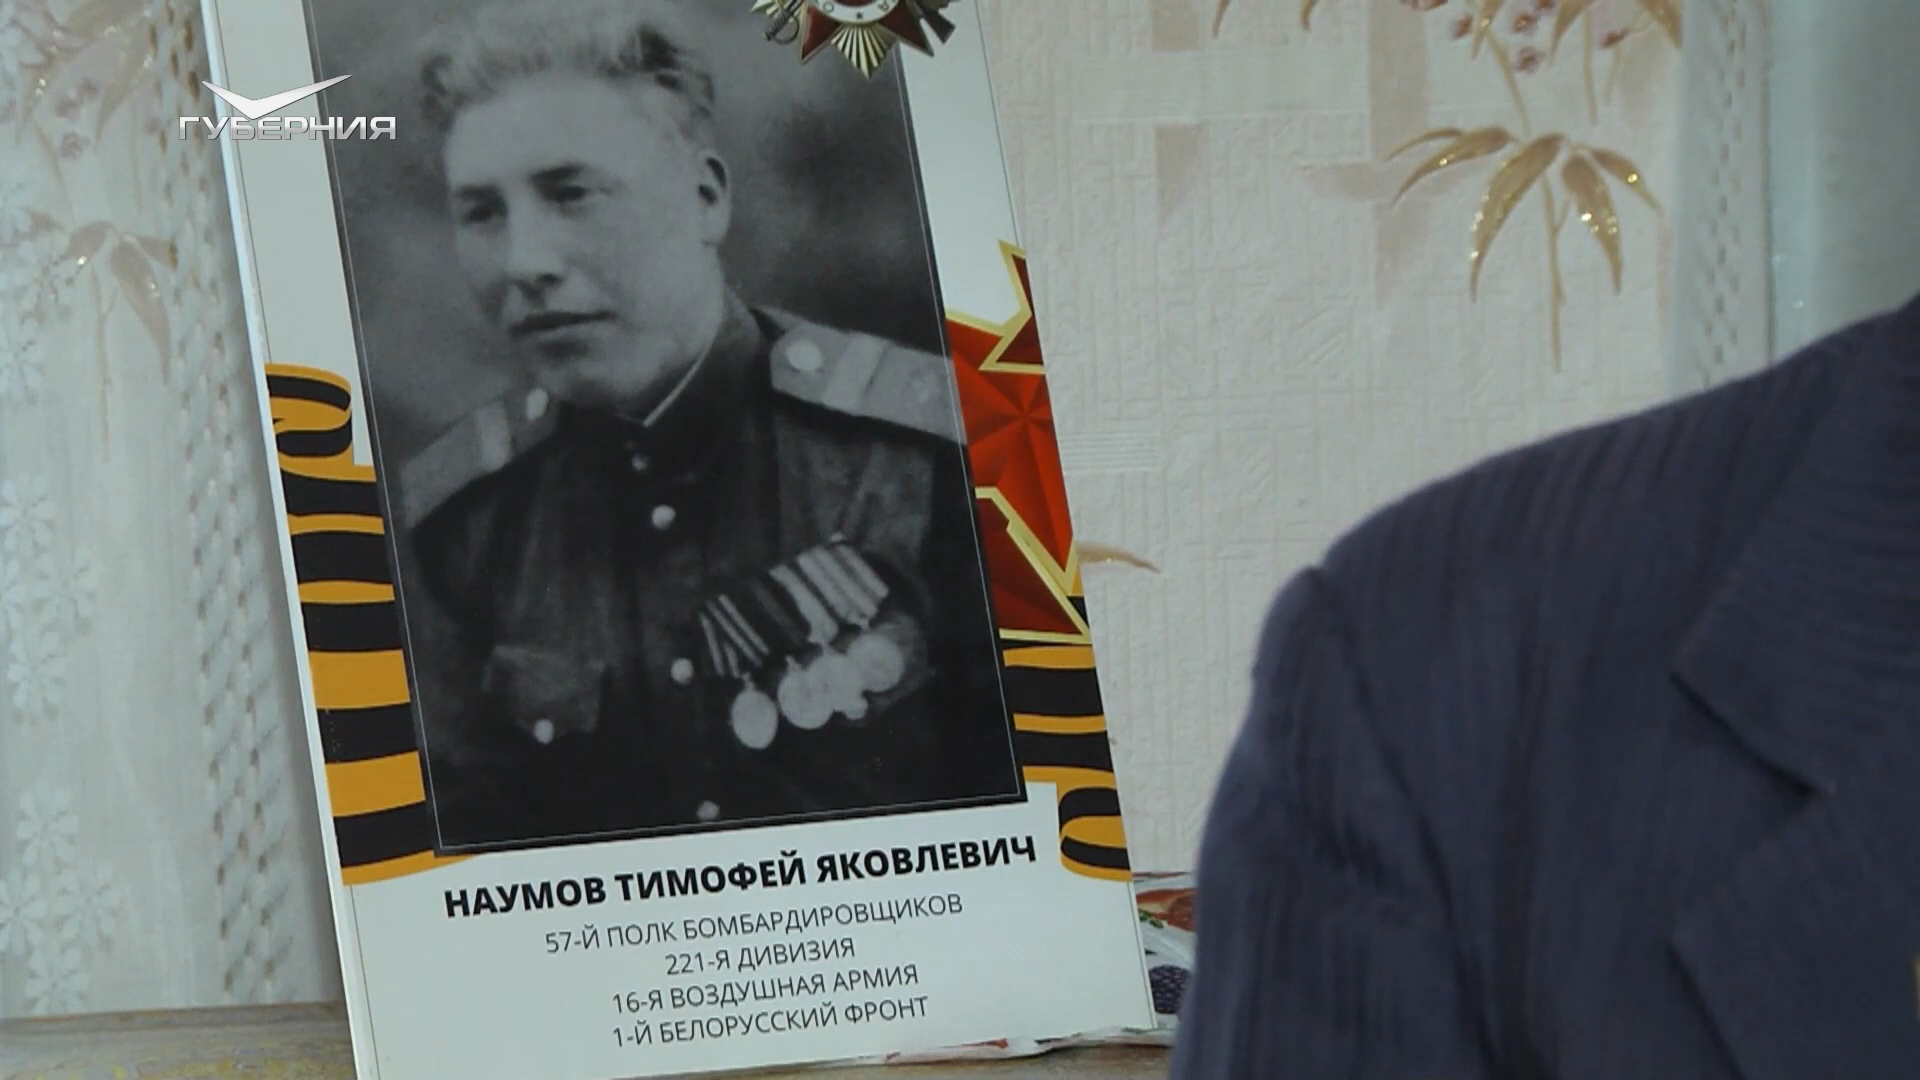 ГУБЕРНИЯ
НАУМОВ ТИМОФЕЙ ЯКОВЛЕВИЧ
57-Й ПОЛК БОМБАРДИРОВЩИКОВ
221-Я ДИВИЗИЯ
16-Я ВОЗДУШНАЯ АРМИЯ
1-Й БЕЛОРУССКИЙ ФРОНТ